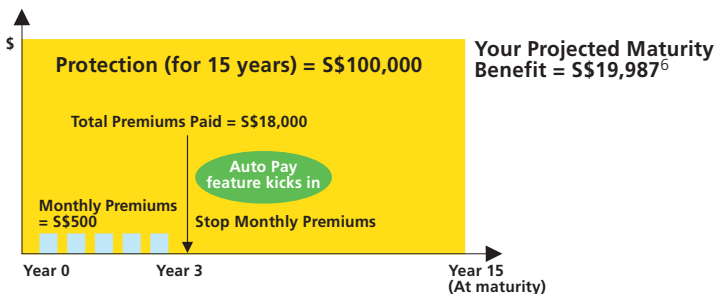 $
Protection (for 15 years) = S$100,000
Your Projected Maturity
Benefit = S$19,987⁶
Total Premiums Paid = S$18,000
Auto Pay
feature kicks in
Monthly Premiums
= S$500
Stop Monthly Premiums
Year 0
Year 3
Year 15
(At maturity)